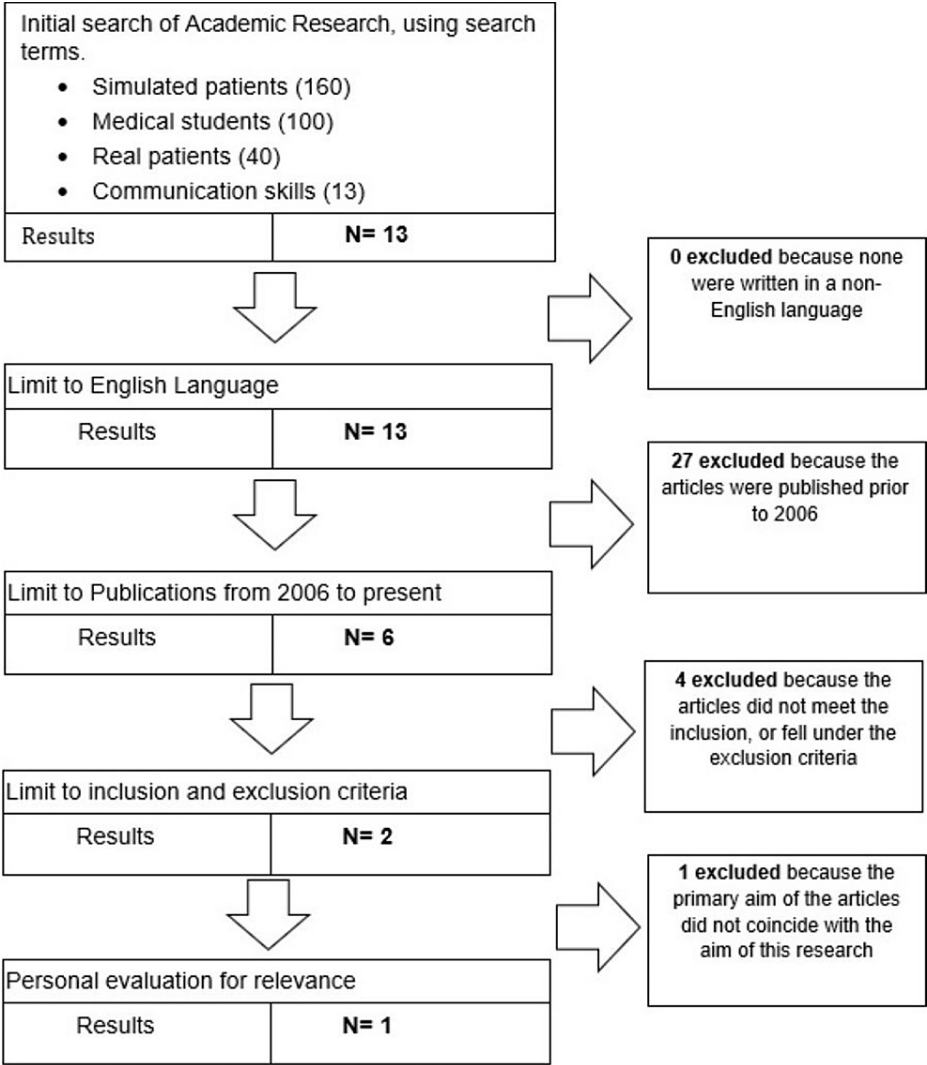 Initial search of Academic Research, using search
terms.
• Simulated patients (160)
• Medical students (100)
• Real patients (40)
• Communication skills (13)
Results N= 13
0 excluded because none
were written in a non-
English language
Limit to English Language
Results N= 13
27 excluded because the
articles were published prior
to 2006
Limit to Publications from 2006 to present
Results N= 6
4 excluded because the
articles did not meet the
inclusion, or fell under the
exclusion criteria
Limit to inclusion and exclusion criteria
Results N= 2
1 excluded because the
primary aim of the articles
did not coincide with the
aim of this research
Personal evaluation for relevance
Results N= 1